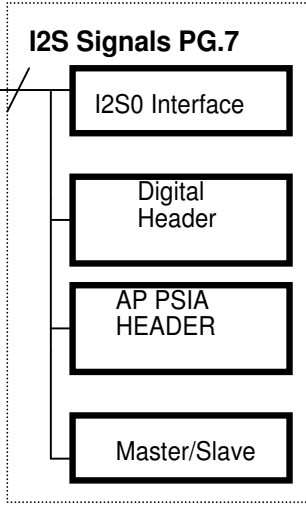 I2S Signals PG.7
I2S0 Interface
Digital
Header
AP PSIA
HEADER
Master/Slave